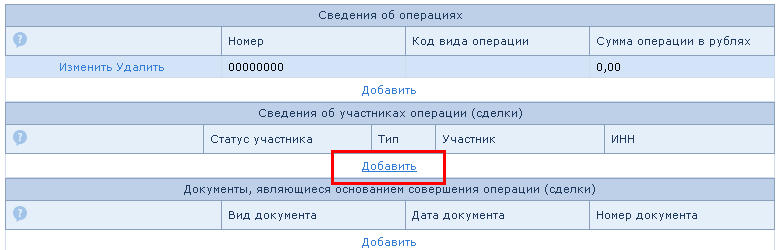 Сведения об операциях
? Номер Код вида операции Сумма операции в рублях
Изменить Удалить 00000000 0,00
Добавить
Сведения об участниках операции (сделки)
? Статус участника Тип Участник ИНН
Добавить
Документы, являющиеся основанием совершения операции (сделки)
? Вид документа Дата документа Номер документа
Добавить